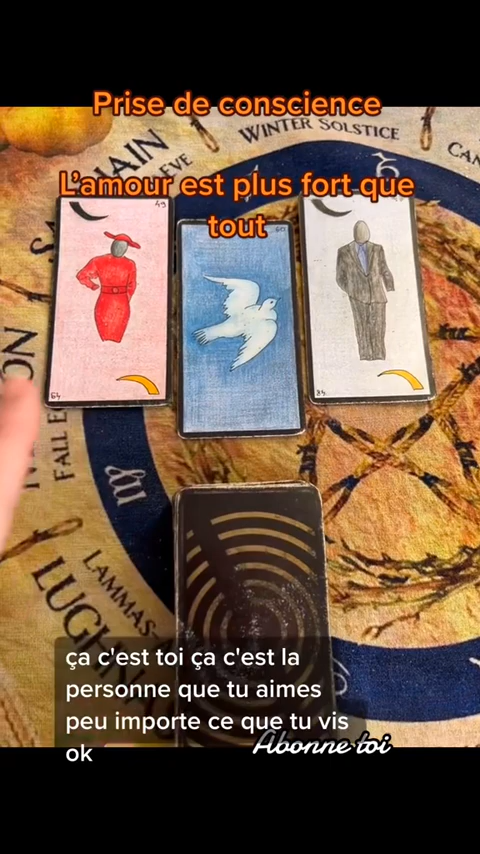 Prise de conscience
WINTER SOLSTICE
L'amour est plus fort que
tout
49
FALL E
LAMMAS
ça c'est toi ça c'est la
personne que tu aimes
peu importe ce que tu vis
ok
Abonne toi